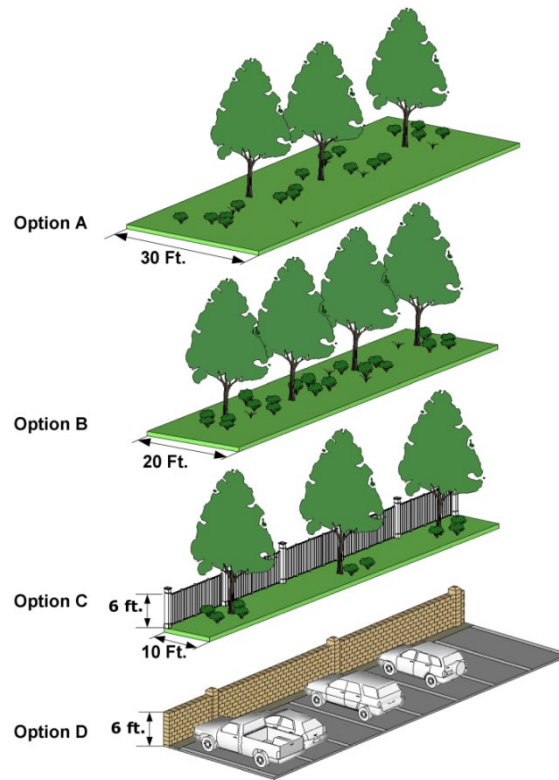 Option A
30 Ft.
Option B
20 Ft.
Option C
6 ft.
10 Ft.
Option D
6 ft.